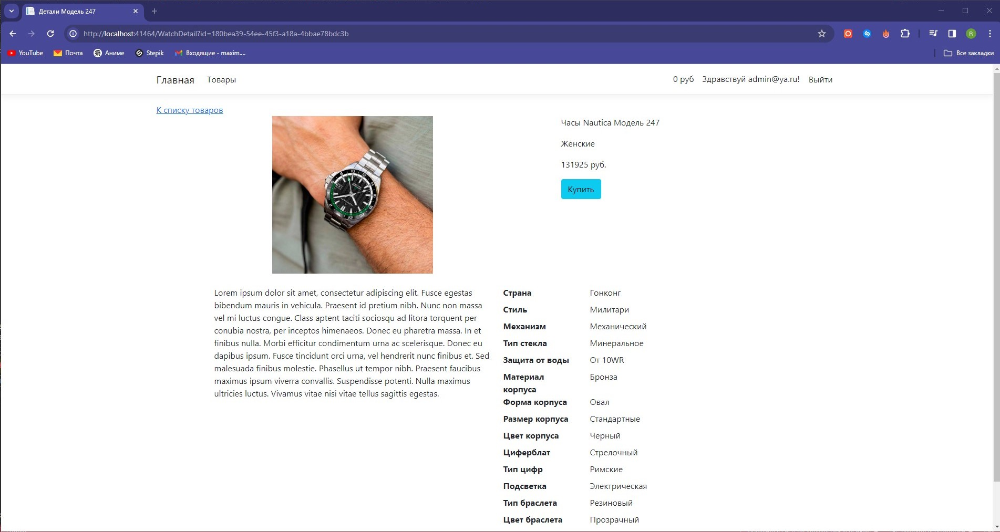 Детали Модель 247
http://localhost:41464/WatchDetail?id=180bea39-54ee-45f3-a18a-4bbae78bdc3b
R
YouTube
Почта
Аниме
Stepik
Входящие - maxim....
Все закладки
Главная
Товары
0 руб
Здравствуй admin@ya.ru!
Выйти
К списку товаров
Часы Nautica Модель 247
Женские
131925 руб.
Купить
Lorem ipsum dolor sit amet, consectetur adipiscing elit. Fusce egestas
bibendum mauris in vehicula. Praesent id pretium nibh. Nunc non massa
vel mi luctus congue. Class aptent taciti sociosqu ad litora torquent per
conubia nostra, per inceptos himenaeos. Donec eu pharetra massa. In et
finibus nulla. Morbi efficitur condimentum urna ac scelerisque. Donec eu
dapibus ipsum. Fusce tincidunt orci urna, vel hendrerit nunc finibus et. Sed
malesuada finibus molestie. Phasellus ut tempor nibh. Praesent faucibus
maximus ipsum viverra convallis. Suspendisse potenti. Nulla maximus
ultricies luctus. Vivamus vitae nisi vitae tellus sagittis egestas.
Страна Гонконг
Стиль Милитари
Механизм Механический
Тип стекла Минеральное
Защита от воды От 10WR
Материал Бронза
корпуса
Форма корпуса Овал
Размер корпуса Стандартные
Цвет корпуса Черный
Циферблат Стрелочный
Тип цифр Римские
Подсветка Электрическая
Тип браслета Резиновый
Цвет браслета Прозрачный